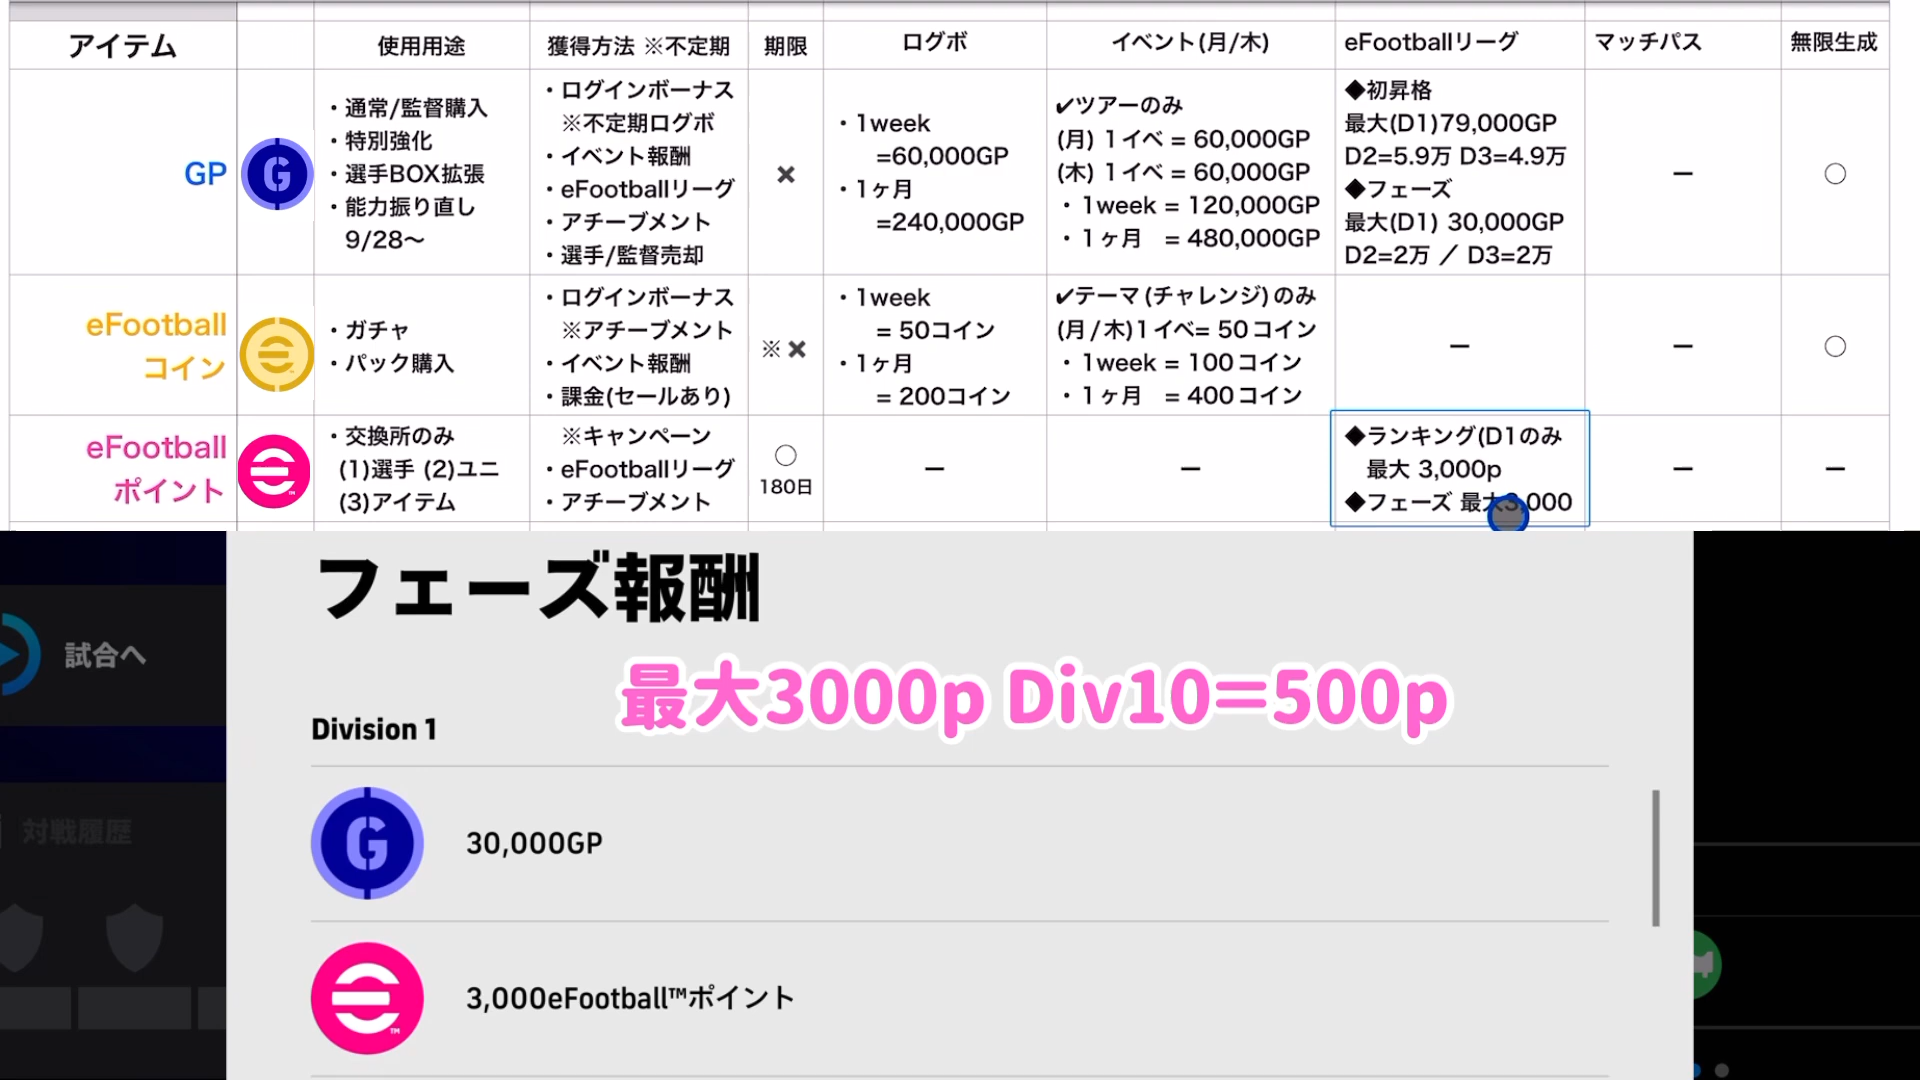 アイテム
使用用途
獲得方法 ※不定期
期限
ログボ
イベント(月/木)
eFootballリーグ
マッチパス
無限生成
GP
・通常/監督購入
・特別強化
・選手BOX拡張
・能力振り直し
9/28〜
・ログインボーナス
※不定期ログボ
・イベント報酬
・eFootballリーグ
・アチーブメント
・選手/監督売却
×
・1week
=60,000GP
・1ヶ月
=240,000GP
✔ツアーのみ
(月) 1イベ = 60,000GP
(木) 1イベ = 60,000GP
・1week = 120,000GP
・1ヶ月 = 480,000GP
◆初昇格
最大(D1)79,000GP
D2=5.9万 D3=4.9万
◆フェーズ
最大(D1) 30,000GP
D2=2万 / D3=2万
ー
○
eFootball
コイン
・ガチャ
・パック購入
・ログインボーナス
※アチーブメント
・イベント報酬
・課金(セールあり)
※×
・1week
= 50コイン
・1ヶ月
= 200コイン
✔テーマ(チャレンジ)のみ
(月/木)1イベ= 50コイン
・1week = 100コイン
・1ヶ月 = 400コイン
ー
ー
○
eFootball
ポイント
・交換所のみ
(1)選手 (2)ユニ
(3)アイテム
※キャンペーン
・eFootballリーグ
・アチーブメント
○
180日
ー
ー
◆ランキング(D1のみ
最大 3,000p
◆フェーズ 最大3,000
ー
ー
フェーズ報酬
最大3000p Div10=500p
試合へ
Division 1
対戦履歴
30,000GP
3,000eFootball™ポイント